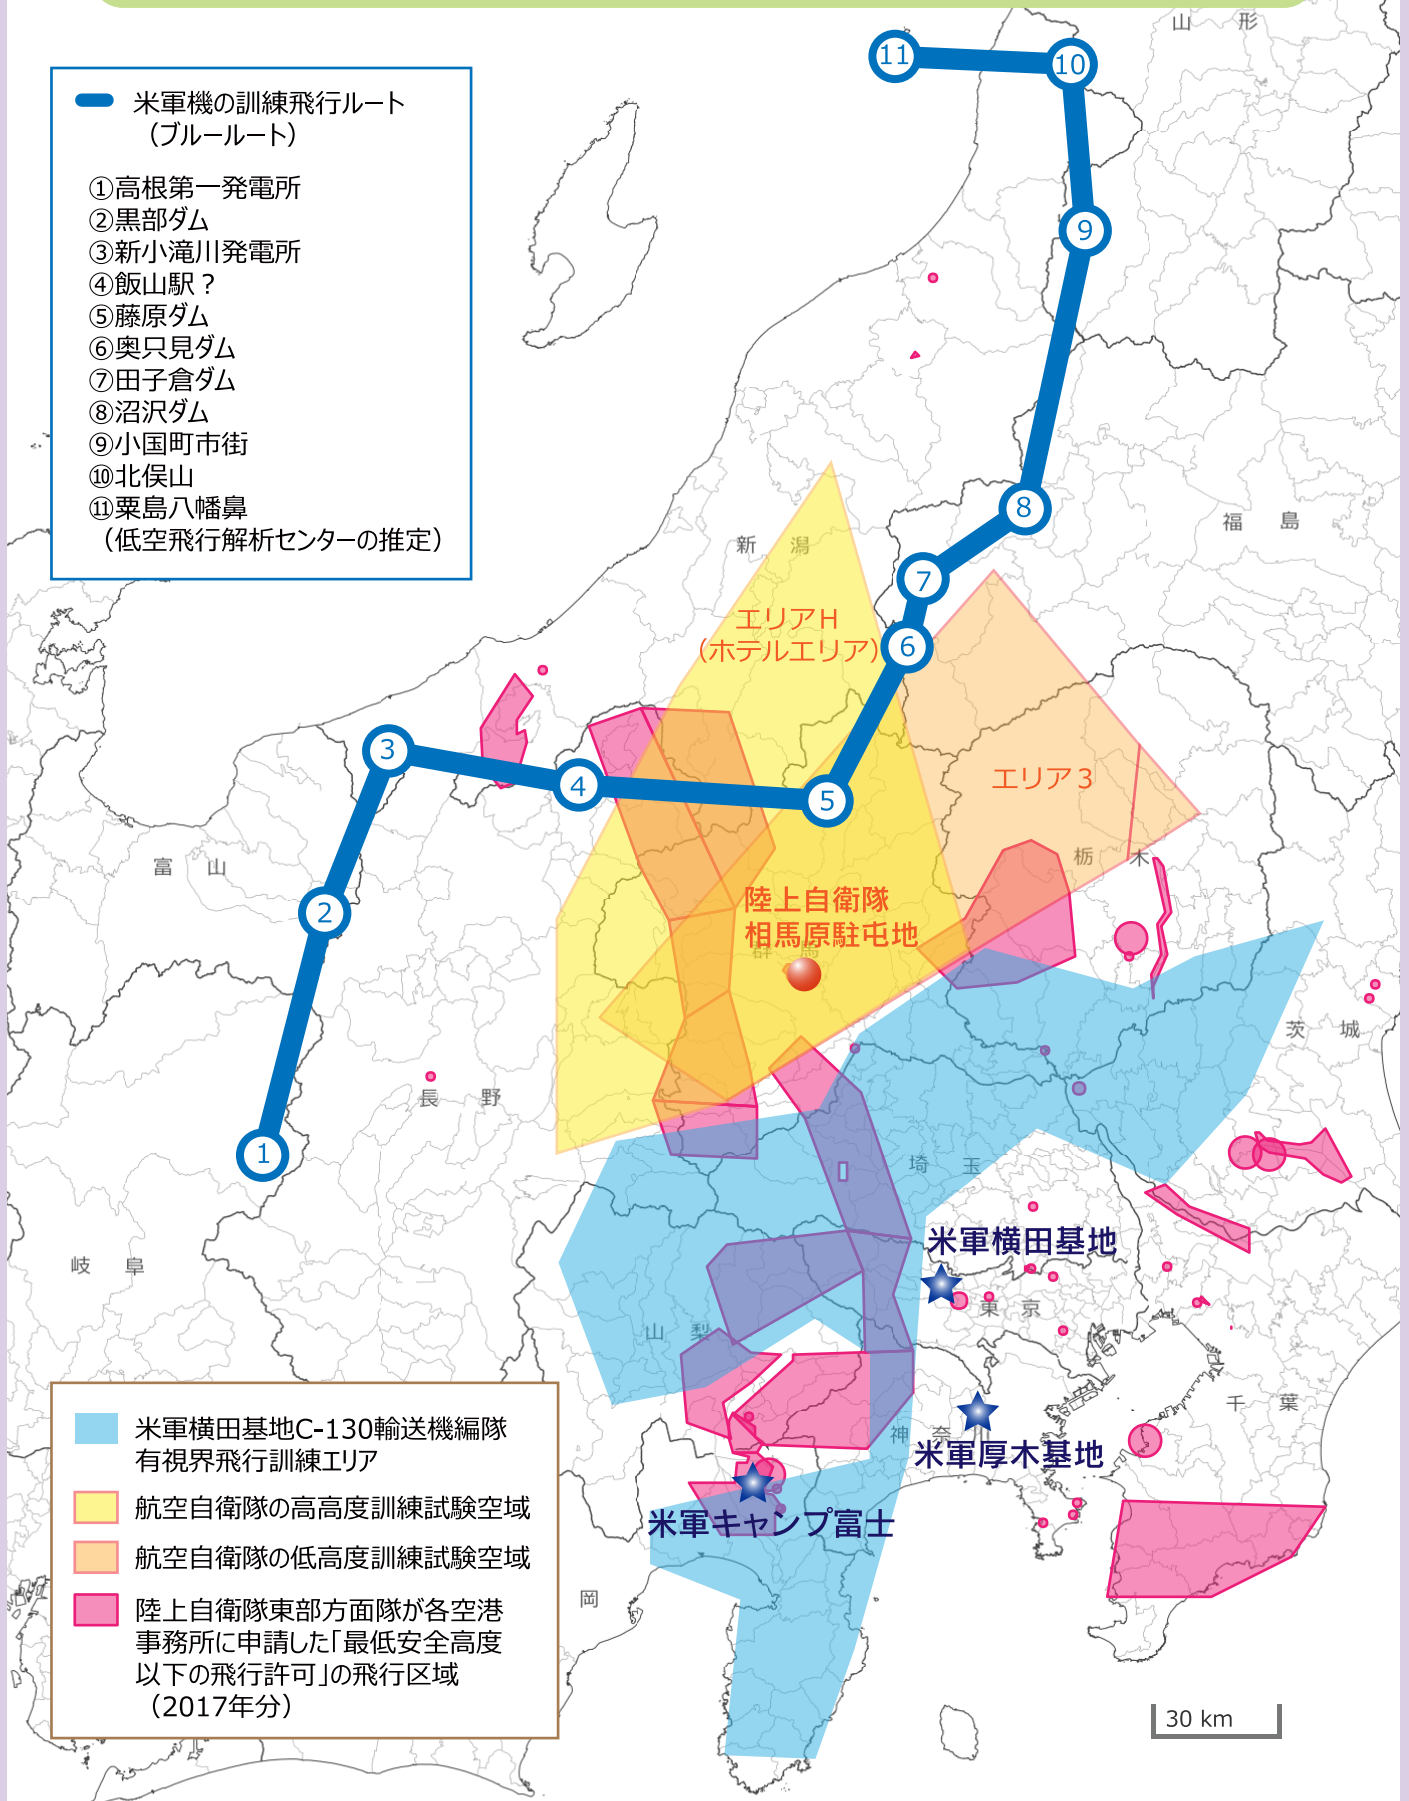 米軍機の訓練飛行ルート
（ブルールート）
①高根第一発電所
②黒部ダム
③新小滝川発電所
④飯山駅？
⑤藤原ダム
⑥奥只見ダム
⑦田子倉ダム
⑧沼沢ダム
⑨小国町市街
⑩北俣山
⑪粟島八幡鼻
（低空飛行解析センターの推定）
山 形
11
10
9
8
7
6
5
4
3
2
1
福 島
新 潟
エリアH
（ホテルエリア）
エリア３
栃 木
富 山
陸上自衛隊
相馬原駐屯地
群 馬
茨 城
長 野
埼 玉
岐 阜
米軍横田基地
東 京
山 梨
千 葉
神 奈 川
米軍厚木基地
米軍キャンプ富士
岡
米軍横田基地C-130輸送機編隊
有視界飛行訓練エリア
航空自衛隊の高高度訓練試験空域
航空自衛隊の低高度訓練試験空域
陸上自衛隊東部方面隊が各空港
事務所に申請した「最低安全高度
以下の飛行許可」の飛行区域
（2017年分）
30 km